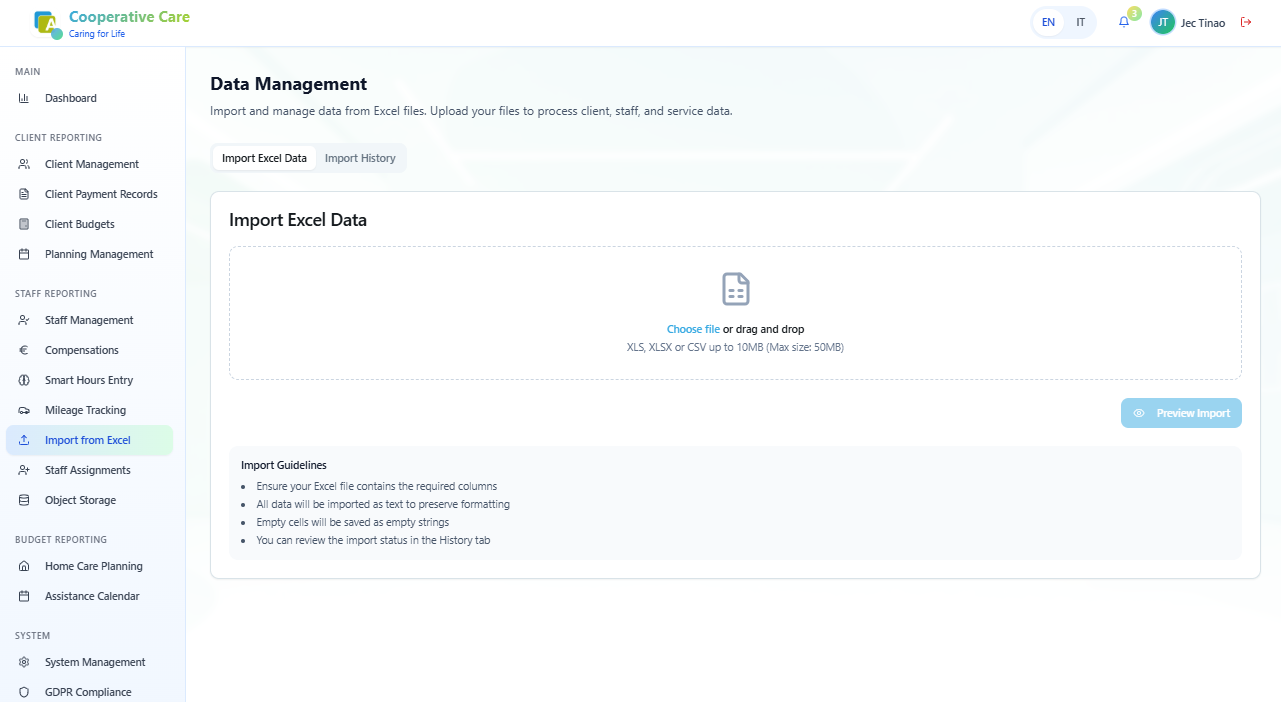 Cooperative Care
Caring for Life
EN IT
3
JT Jec Tinao
MAIN
Dashboard
CLIENT REPORTING
Client Management
Client Payment Records
Client Budgets
Planning Management
STAFF REPORTING
Staff Management
Compensations
Smart Hours Entry
Mileage Tracking
Import from Excel
Staff Assignments
Object Storage
BUDGET REPORTING
Home Care Planning
Assistance Calendar
SYSTEM
System Management
GDPR Compliance
Data Management
Import and manage data from Excel files. Upload your files to process client, staff, and service data.
Import Excel Data Import History
Import Excel Data
Choose file or drag and drop
XLS, XLSX or CSV up to 10MB (Max size: 50MB)
Preview Import
Import Guidelines
Ensure your Excel file contains the required columns
All data will be imported as text to preserve formatting
Empty cells will be saved as empty strings
You can review the import status in the History tab